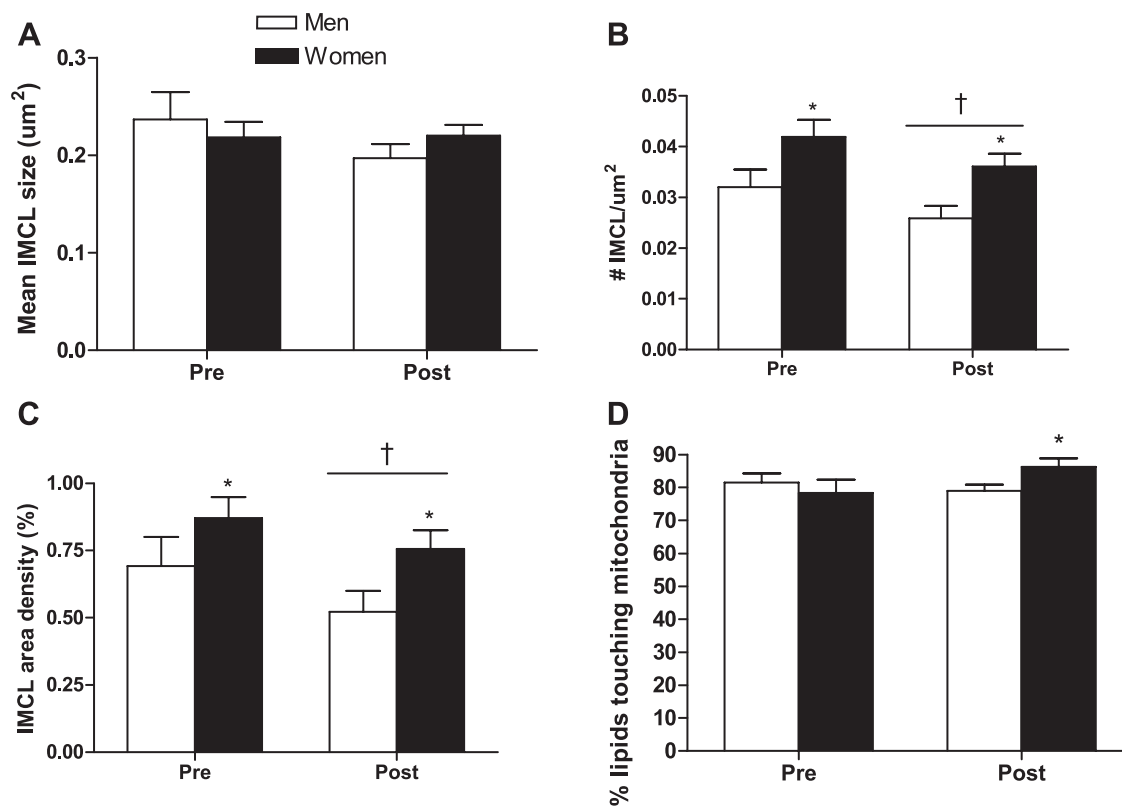 A
Men
Women
Mean IMCL size (um²)
0.3
0.2
0.1
0.0
Pre
Post
B
# IMCL/um²
0.05
0.04
0.03
0.02
0.01
0.00
*
†
*
Pre
Post
C
IMCL area density (%)
1.00
0.75
0.50
0.25
0.00
*
†
*
Pre
Post
D
% lipids touching mitochondria
90
80
70
60
50
40
30
20
10
0
*
Pre
Post